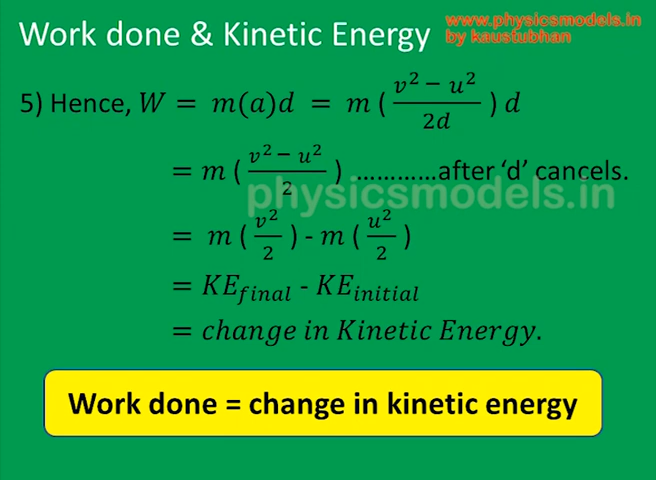 Work done & Kinetic Energy
www.physicsmodels.in
by kaustubhan
5) Hence, W = m(a)d = m ( (v² – u²)/2d ) d
= m ( (v² – u²)/2 ) ............after ‘d’ cancels.
physicsmodels.in
= m ( v²/2 ) - m ( u²/2 )
= KE_final - KE_initial
= change in Kinetic Energy.
Work done = change in kinetic energy